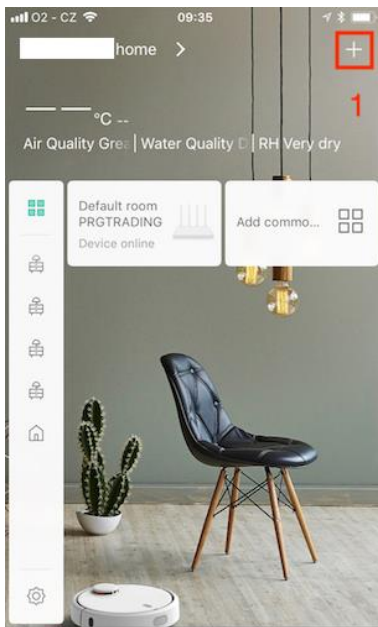 O2 - CZ 09:35
home >
+
1
°C --
Air Quality Grea | Water Quality D | RH Very dry
Default room
PRGTRADING
Device online
Add commo...